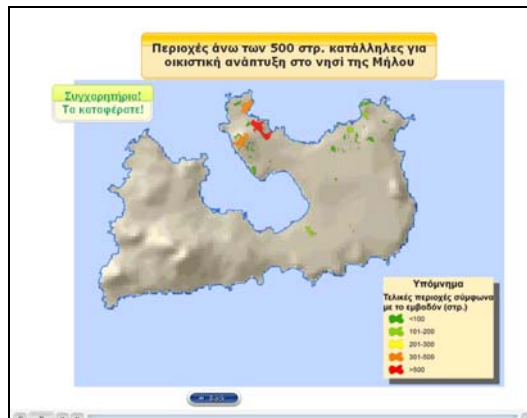 Περιοχές άνω των 500 στρ. κατάλληλες για
οικιστική ανάπτυξη στο νησί της Μήλου
Συγχαρητήρια!
Τα καταφέρατε!
Υπόμνημα
Τελικές περιοχές σύμφωνα
με το εμβαδόν (στρ.)
<100
101-200
201-300
301-500
>500